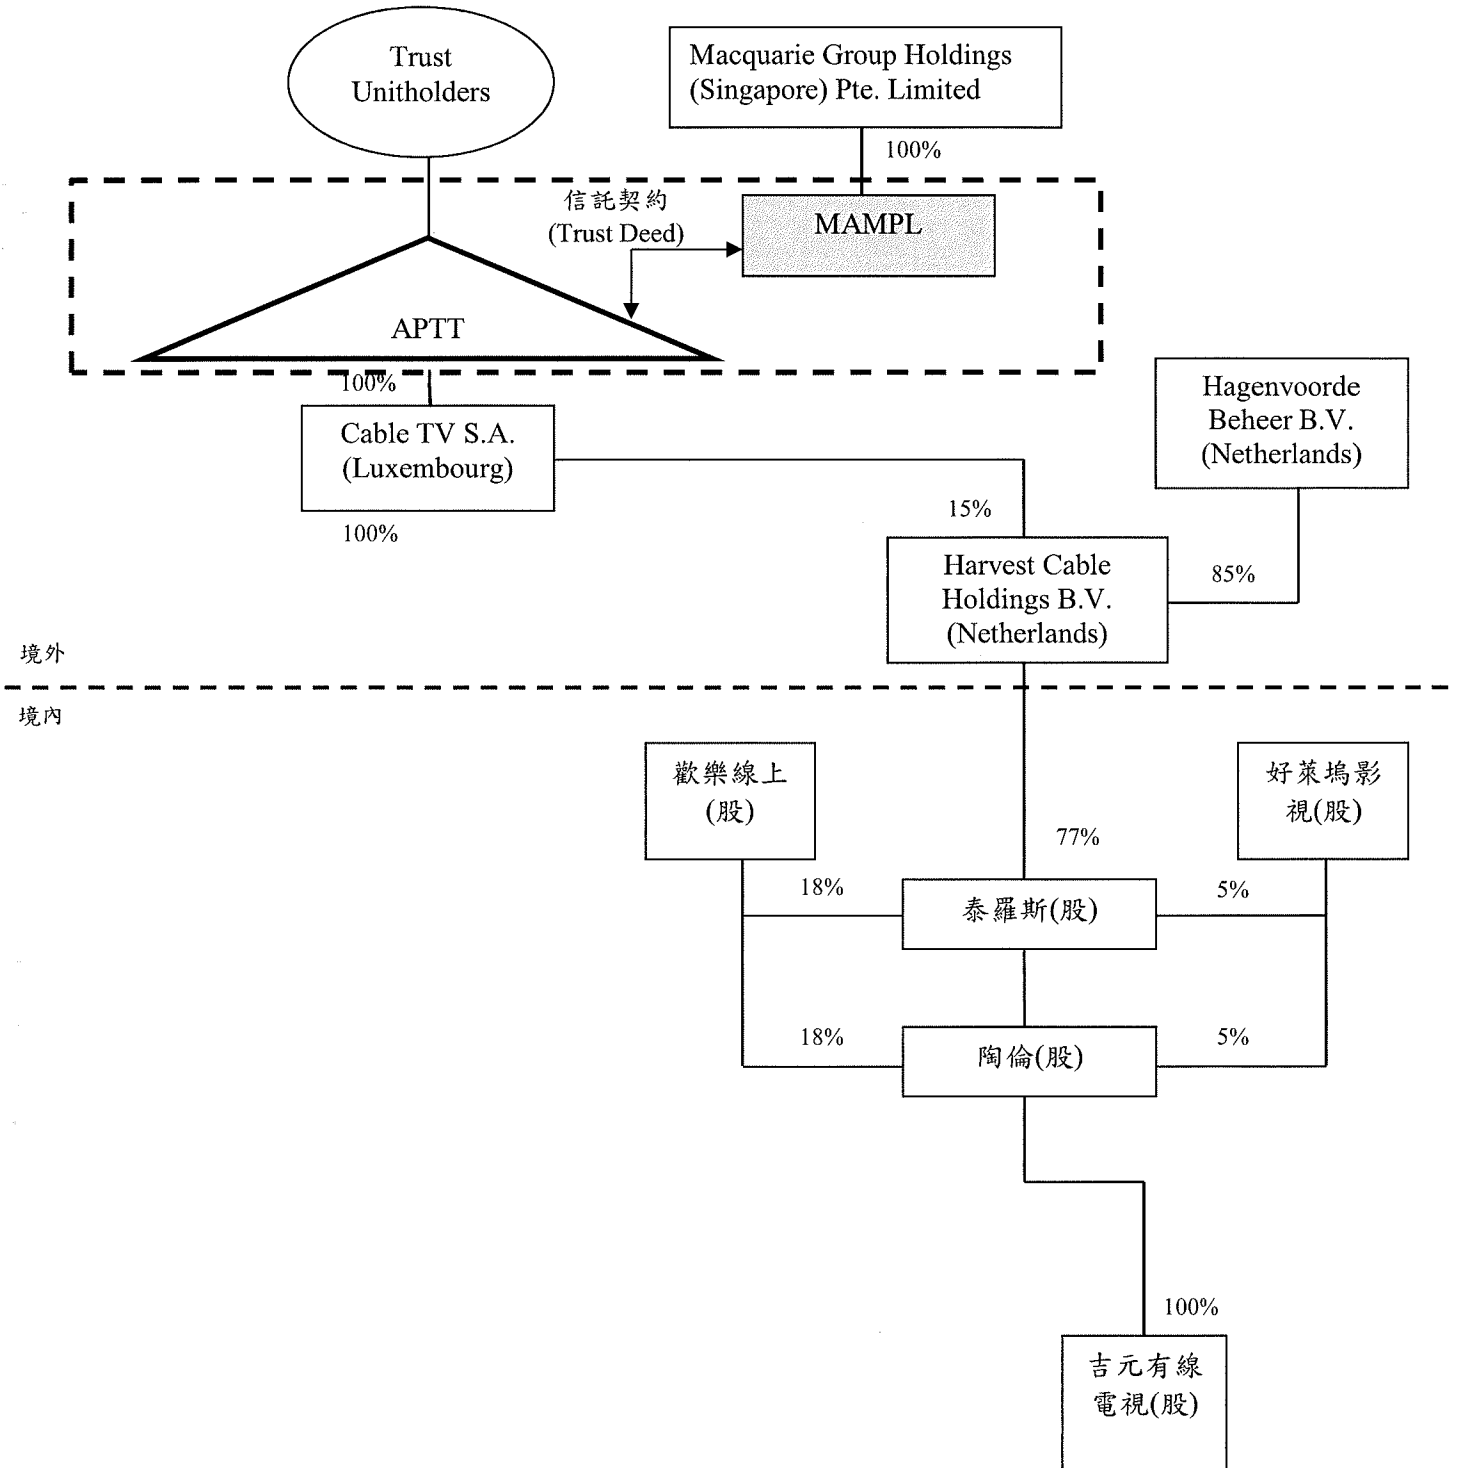 Trust
Unitholders
Macquarie Group Holdings
(Singapore) Pte. Limited
100%
信託契約
(Trust Deed)
MAMPL
APTT
100%
Cable TV S.A.
(Luxembourg)
100%
Hagenvoorde
Beheer B.V.
(Netherlands)
15%
85%
Harvest Cable
Holdings B.V.
(Netherlands)
境外
境內
歡樂線上
(股)
好萊塢影
視(股)
77%
18%
泰羅斯(股)
5%
18%
陶倫(股)
5%
100%
吉元有線
電視(股)